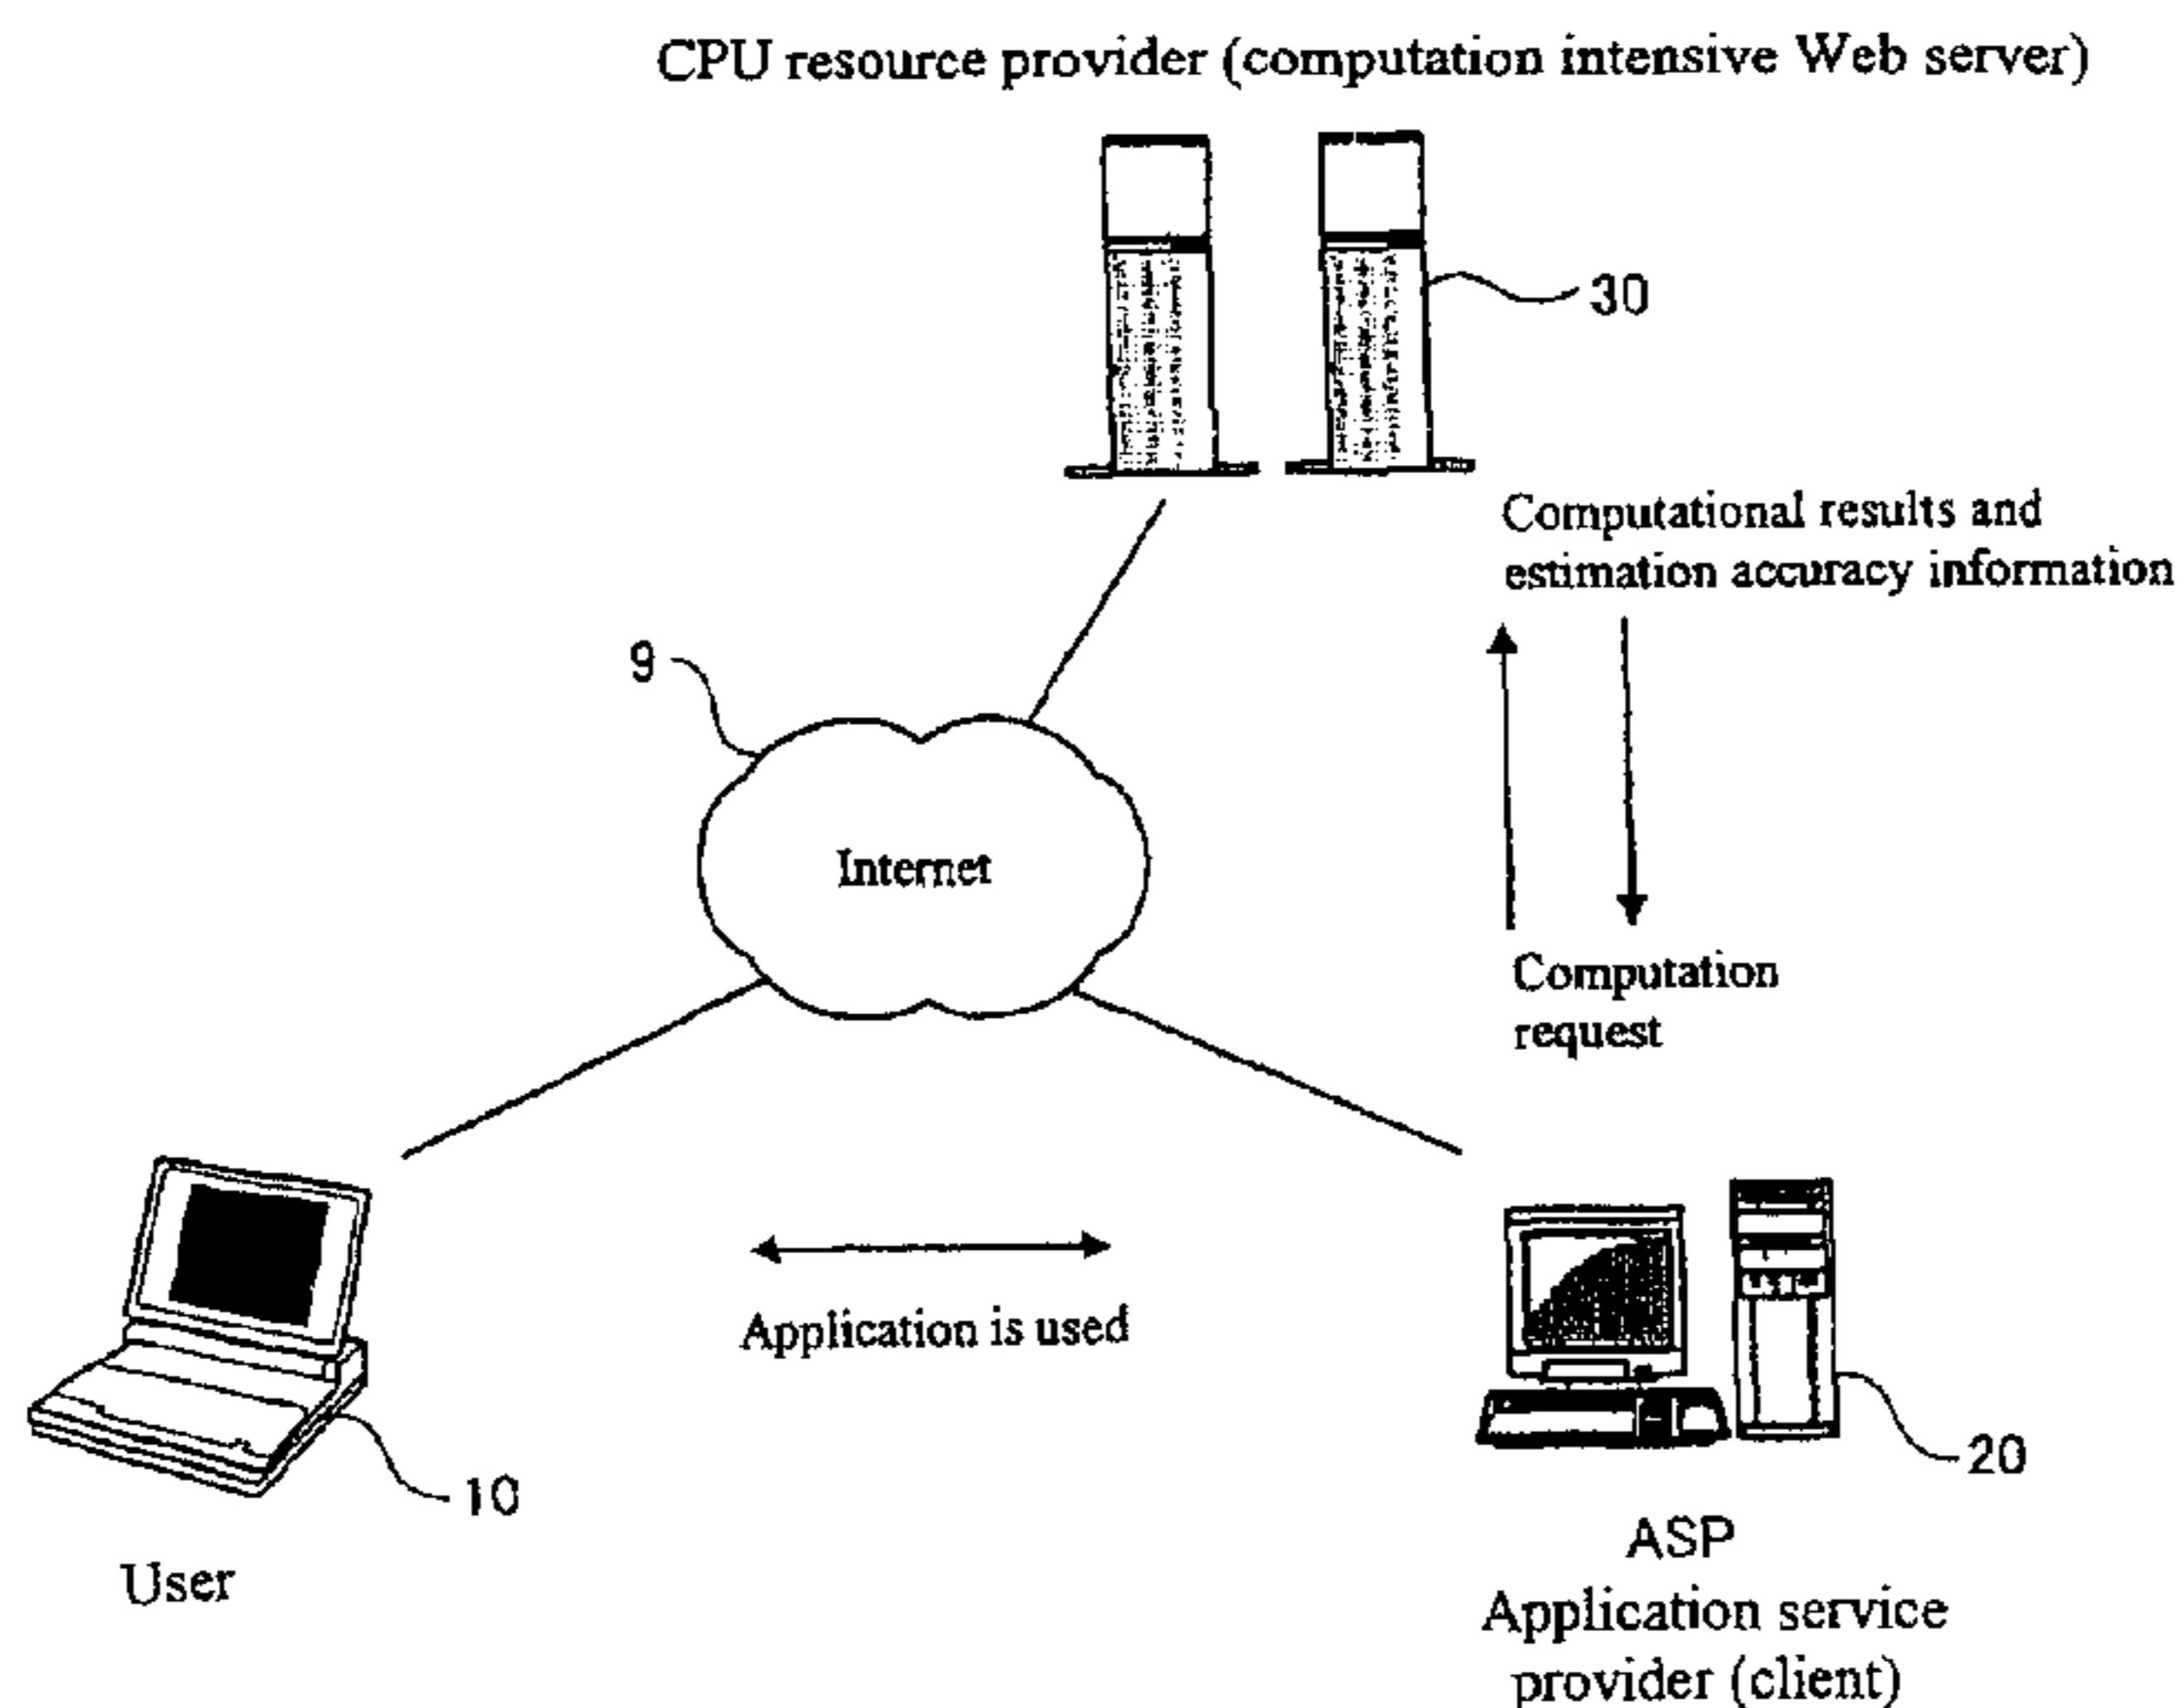 CPU resource provider (computation intensive Web server)
30
Computational results and
estimation accuracy information
9
Internet
Computation
request
Application is used
10
20
User
ASP
Application service
provider (client)